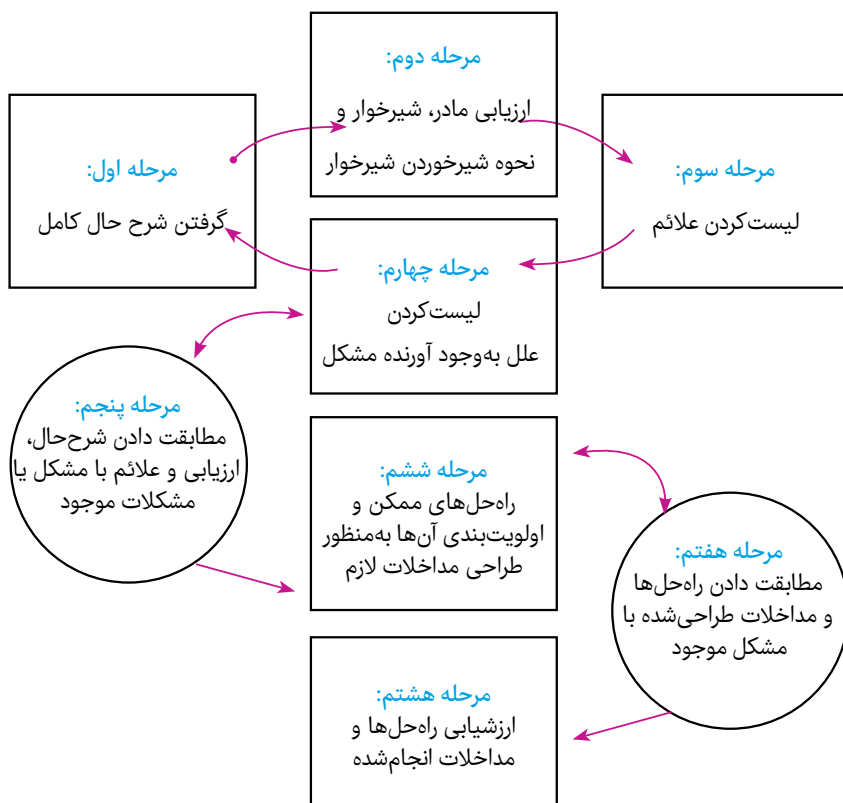 مرحله اول:
گرفتن شرح حال کامل
مرحله دوم:
ارزیابی مادر، شیرخوار و
نحوه شیرخوردن شیرخوار
مرحله سوم:
لیست‌کردن علائم
مرحله چهارم:
لیست‌کردن
علل به‌وجود آورنده مشکل
مرحله پنجم:
مطابقت دادن شرح‌حال،
ارزیابی و علائم با مشکل یا
مشکلات موجود
مرحله ششم:
راه‌حل‌های ممکن و
اولویت‌بندی آن‌ها به‌منظور
طراحی مداخلات لازم
مرحله هفتم:
مطابقت دادن راه‌حل‌ها
و مداخلات طراحی‌شده با
مشکل موجود
مرحله هشتم:
ارزشیابی راه‌حل‌ها و
مداخلات انجام‌شده